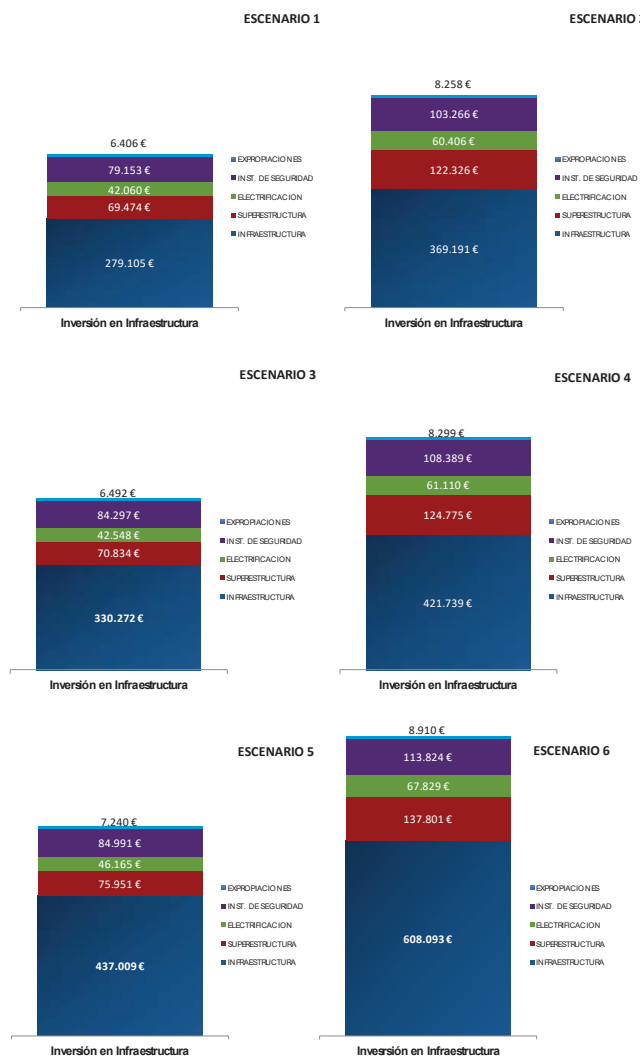 ESCENARIO 1
6.406 €
79.153 €
42.060 €
69.474 €
279.105 €
EXPROPIACIONES
INST. DE SEGURIDAD
ELECTRIFICACION
SUPERESTRUCTURA
INFRAESTRUCTURA
Inversión en Infraestructura
ESCENARIO 2
8.258 €
103.266 €
60.406 €
122.326 €
369.191 €
EXPROPIACIONES
INST. DE SEGURIDAD
ELECTRIFICACION
SUPERESTRUCTURA
INFRAESTRUCTURA
Inversión en Infraestructura
ESCENARIO 3
6.492 €
84.297 €
42.548 €
70.834 €
330.272 €
EXPROPIACIONES
INST. DE SEGURIDAD
ELECTRIFICACION
SUPERESTRUCTURA
INFRAESTRUCTURA
Inversión en Infraestructura
ESCENARIO 4
8.299 €
108.389 €
61.110 €
124.775 €
421.739 €
EXPROPIACIONES
INST. DE SEGURIDAD
ELECTRIFICACION
SUPERESTRUCTURA
INFRAESTRUCTURA
Inversión en Infraestructura
ESCENARIO 5
7.240 €
84.991 €
46.165 €
75.951 €
437.009 €
EXPROPIACIONES
INST. DE SEGURIDAD
ELECTRIFICACION
SUPERESTRUCTURA
INFRAESTRUCTURA
Inversión en Infraestructura
ESCENARIO 6
8.910 €
113.824 €
67.829 €
137.801 €
608.093 €
EXPROPIACIONES
INST. DE SEGURIDAD
ELECTRIFICACION
SUPERESTRUCTURA
INFRAESTRUCTURA
Invesrsión en Infraestructura